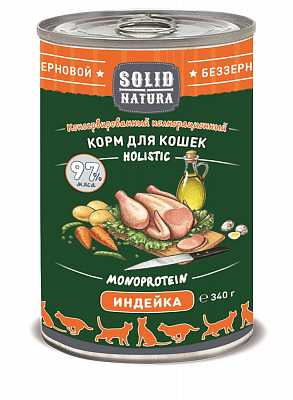 ЕРНОВОЙ
БЕЗЗЕРН
SOLID
NATURA
Консервированный полнорационный
КОРМ ДЛЯ КОШЕК
HOLISTIC
97%
мяса
MONOPROTEIN
ИНДЕЙКА
℮ 340 г